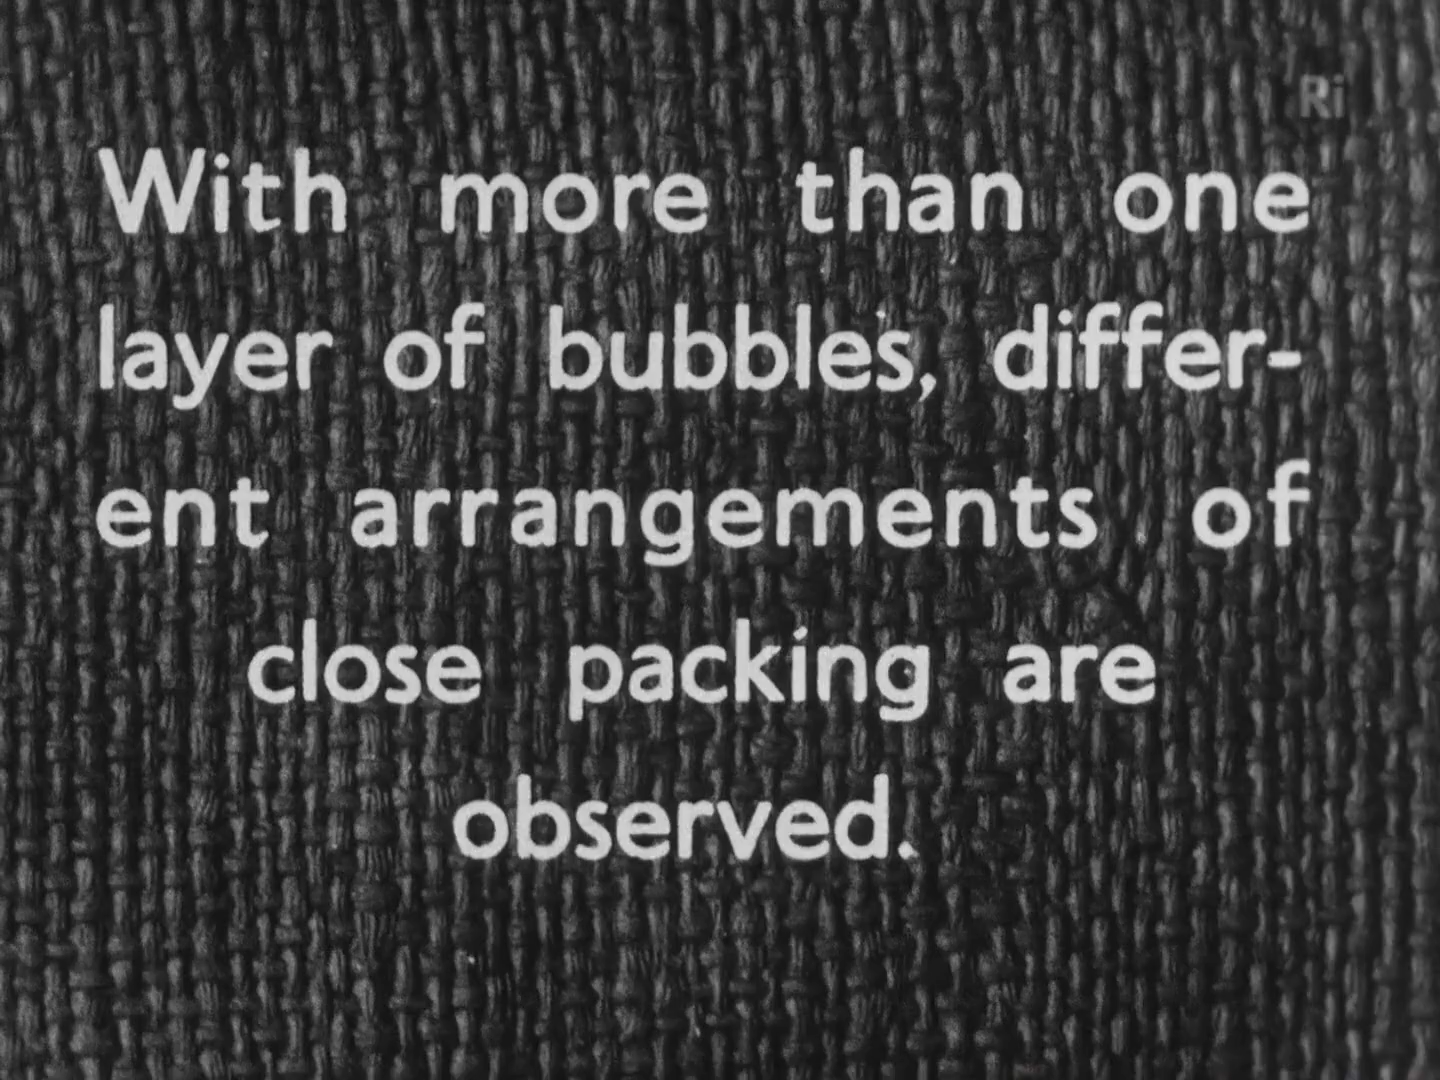 Ri
With more than one
layer of bubbles, differ-
ent arrangements of
close packing are
observed.